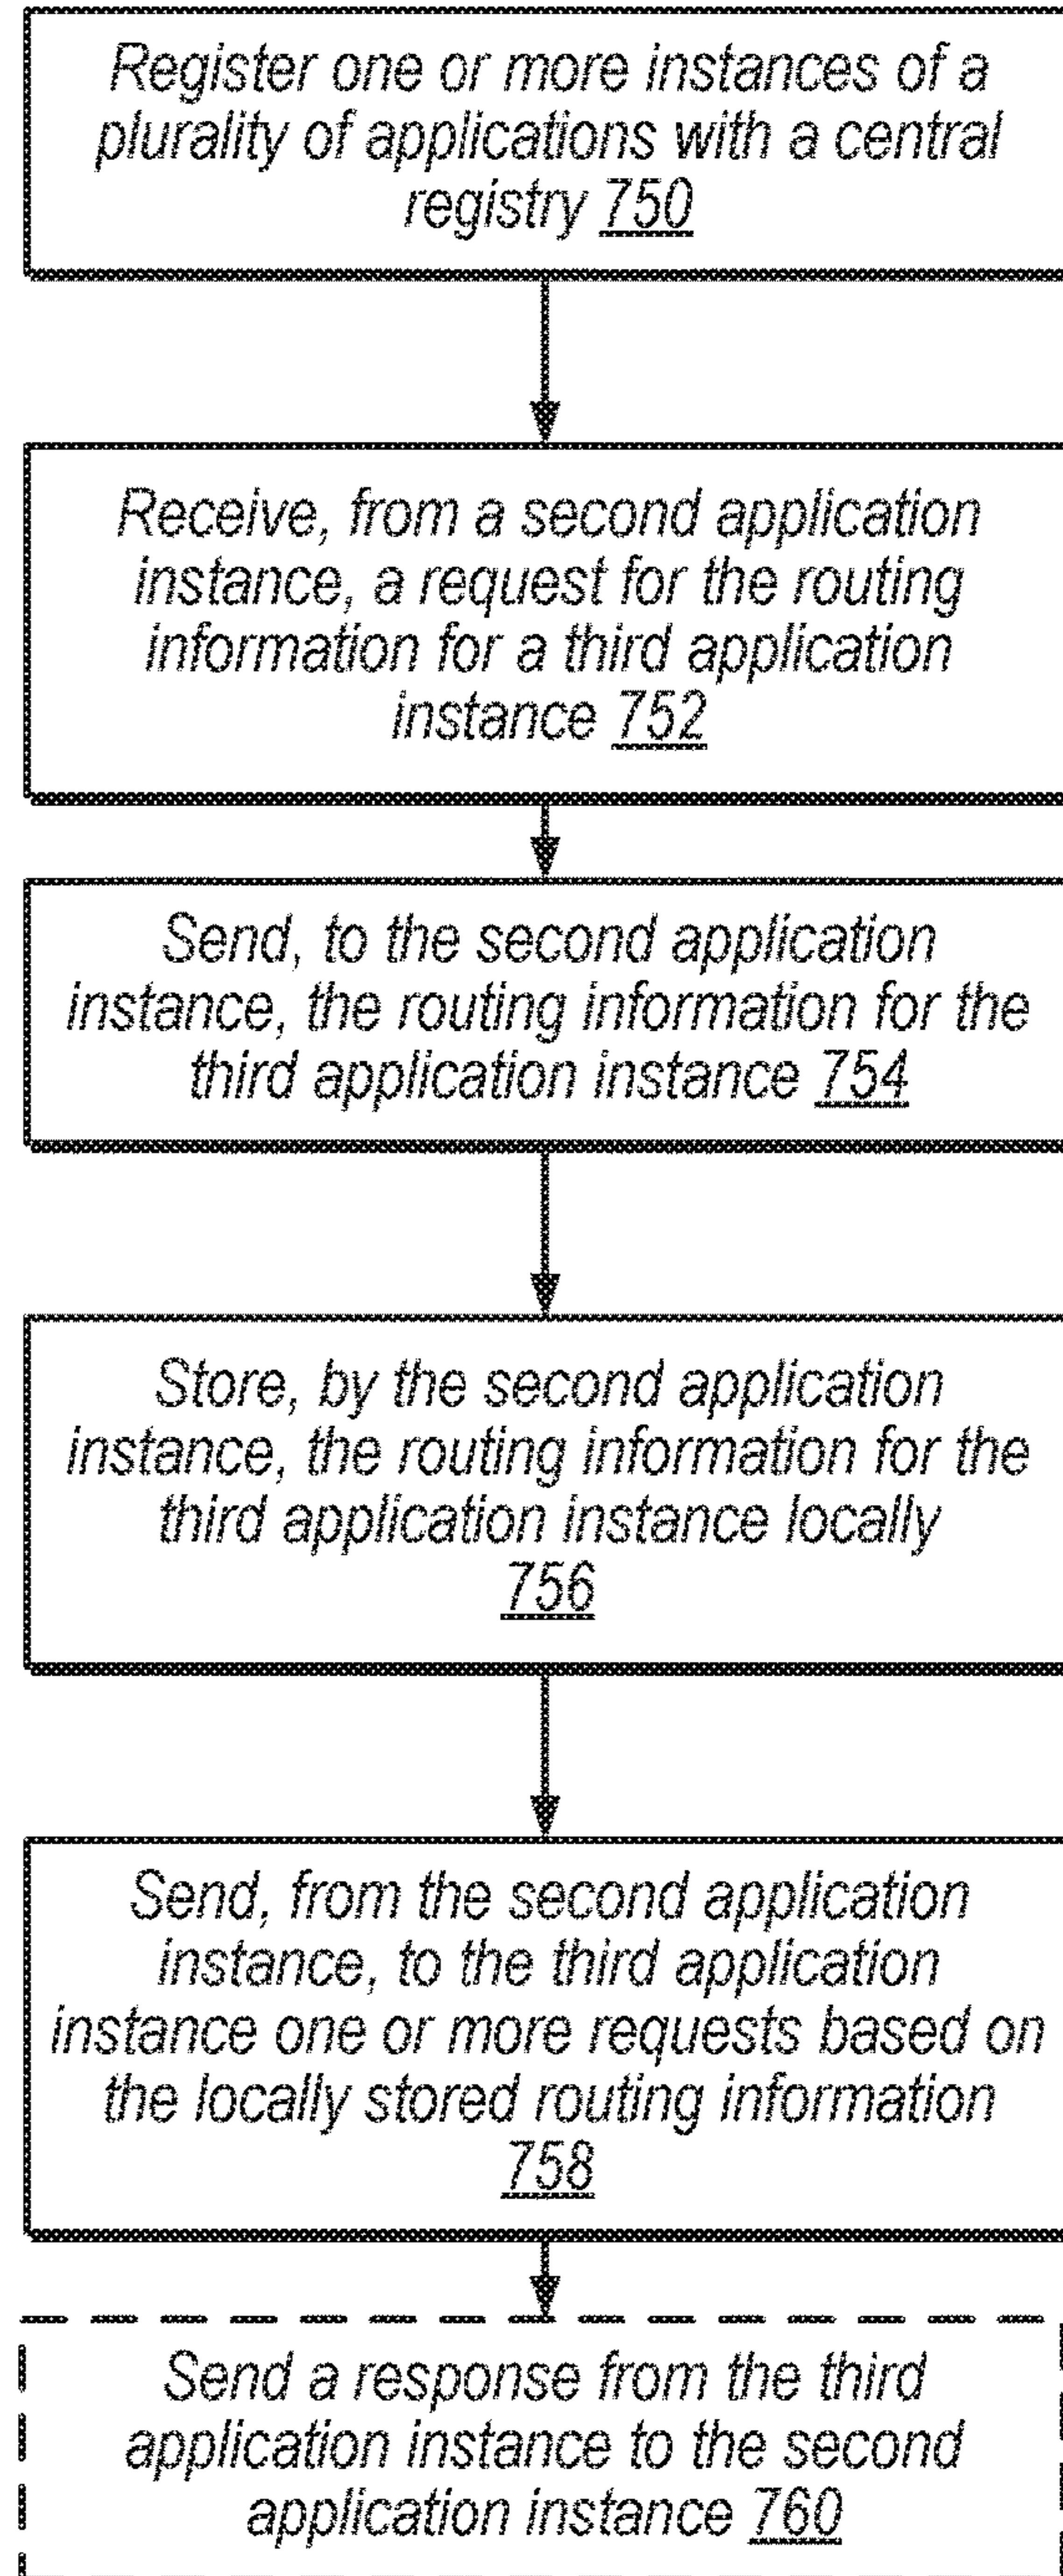 Register one or more instances of a
plurality of applications with a central
registry 750
Receive, from a second application
instance, a request for the routing
information for a third application
instance 752
Send, to the second application
instance, the routing information for the
third application instance 754
Store, by the second application
instance, the routing information for the
third application instance locally
756
Send, from the second application
instance, to the third application
instance one or more requests based on
the locally stored routing information
758
Send a response from the third
application instance to the second
application instance 760